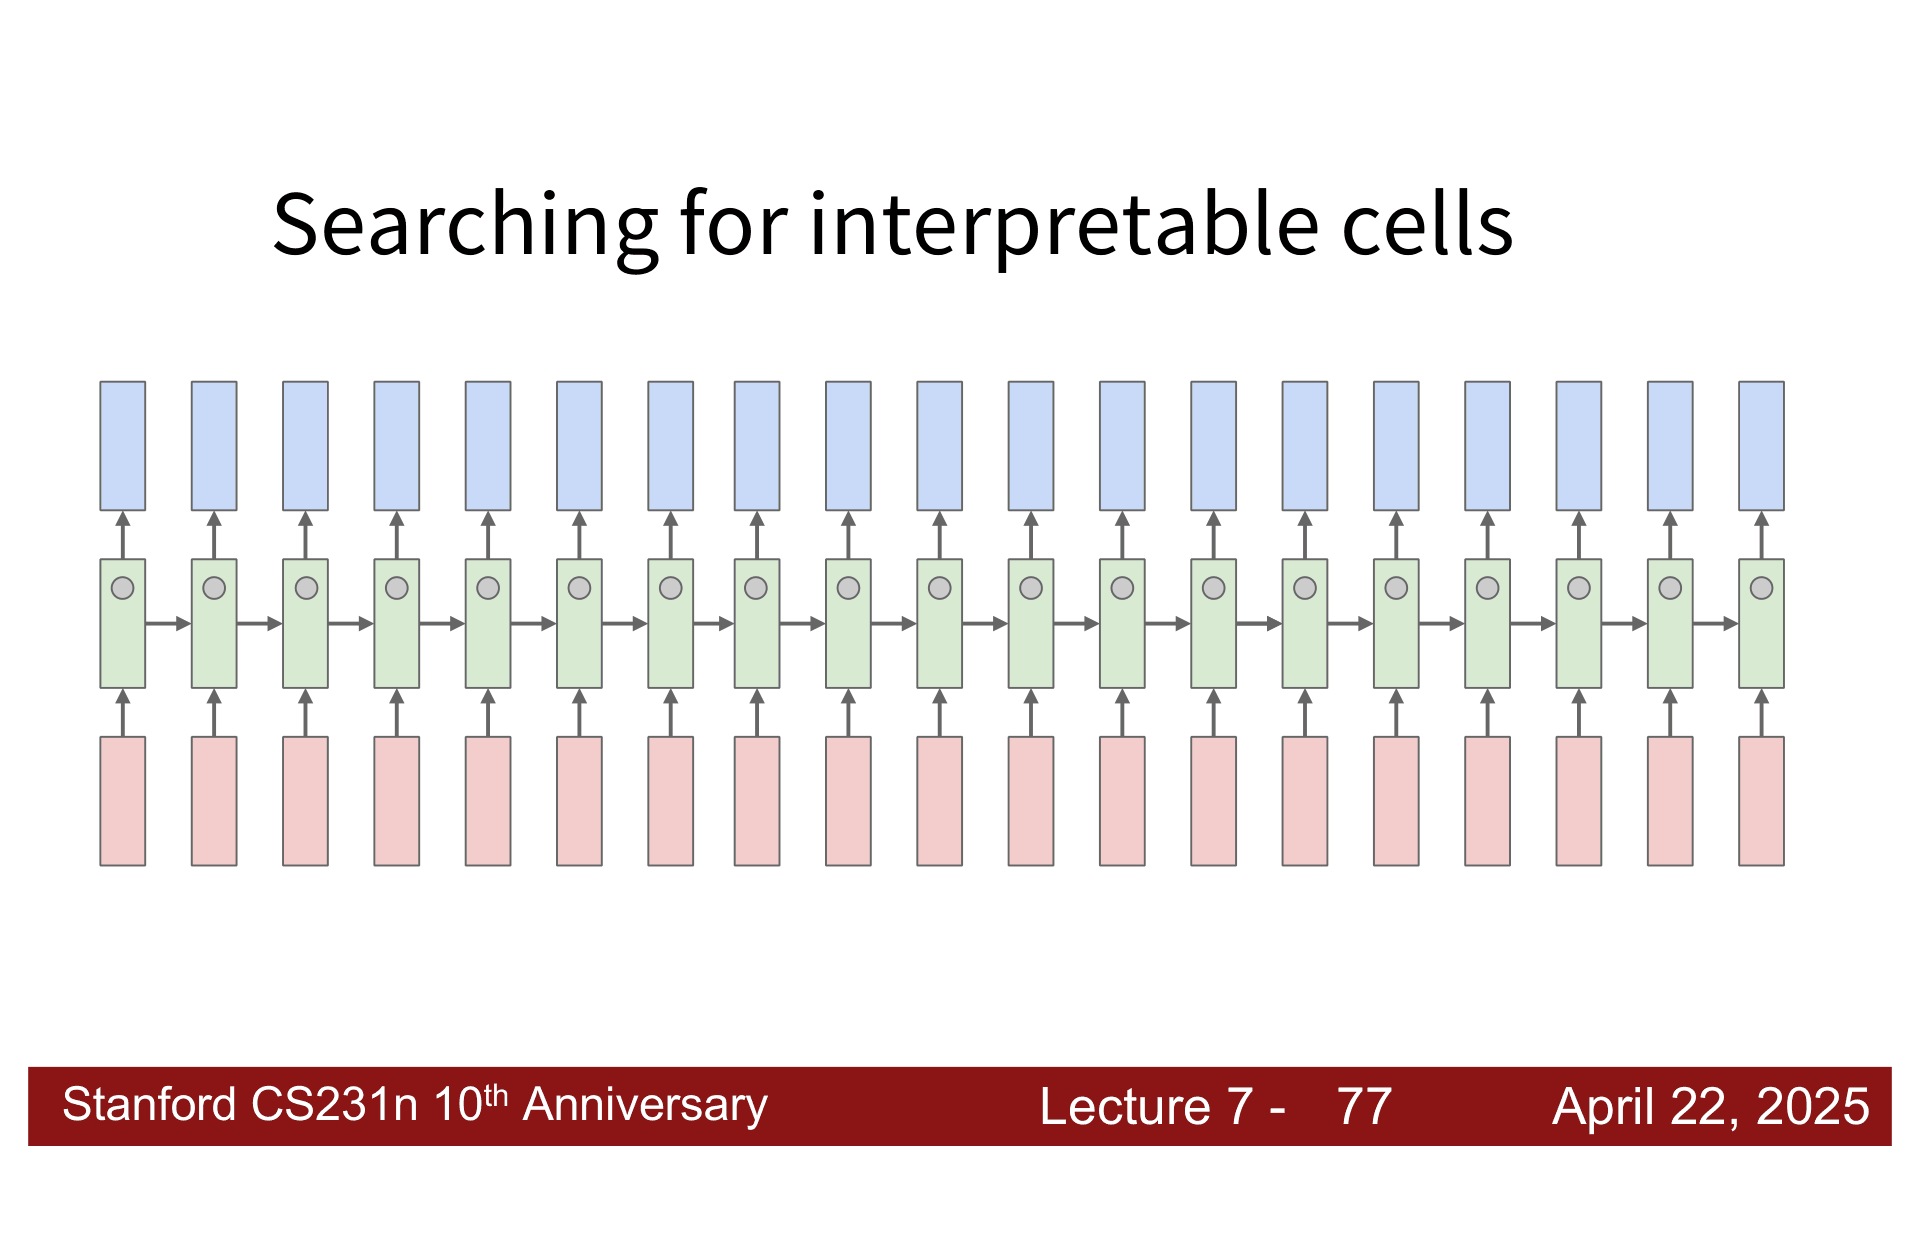 Searching for interpretable cells
Stanford CS231n 10th Anniversary
Lecture 7 - 77
April 22, 2025